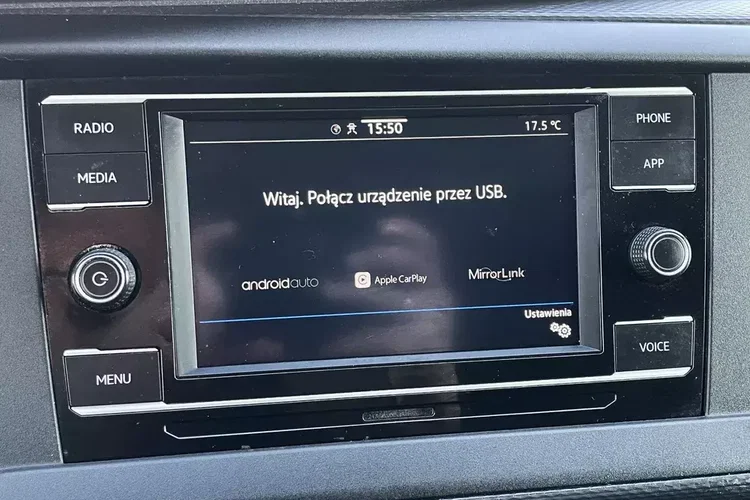 RADIO
MEDIA
MENU
15:50
17.5 °C
Witaj. Połącz urządzenie przez USB.
androidauto
Apple CarPlay
MirrorLink
Ustawienia
PHONE
APP
VOICE